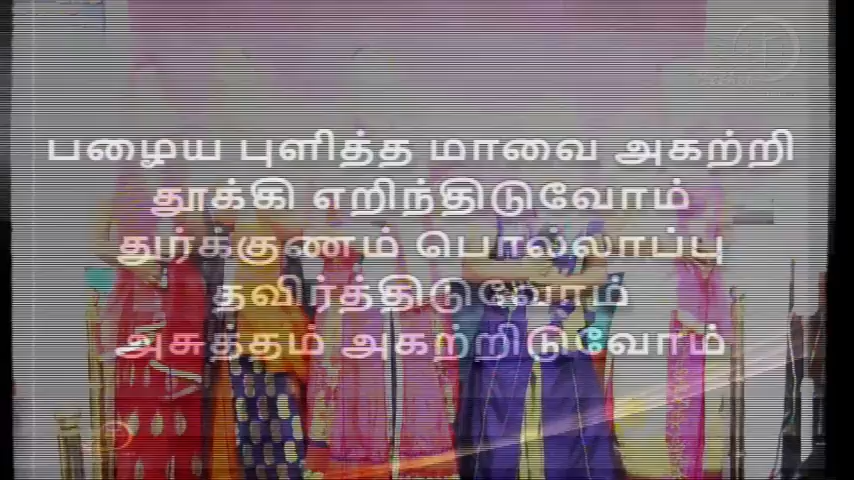 பழைய புளித்த மாவை அகற்றி
தூக்கி எறிந்திடுவோம்
துர்க்குணம் பொல்லாப்பு
தவிர்த்திடுவோம்
அசுத்தம் அகற்றிடுவோம்